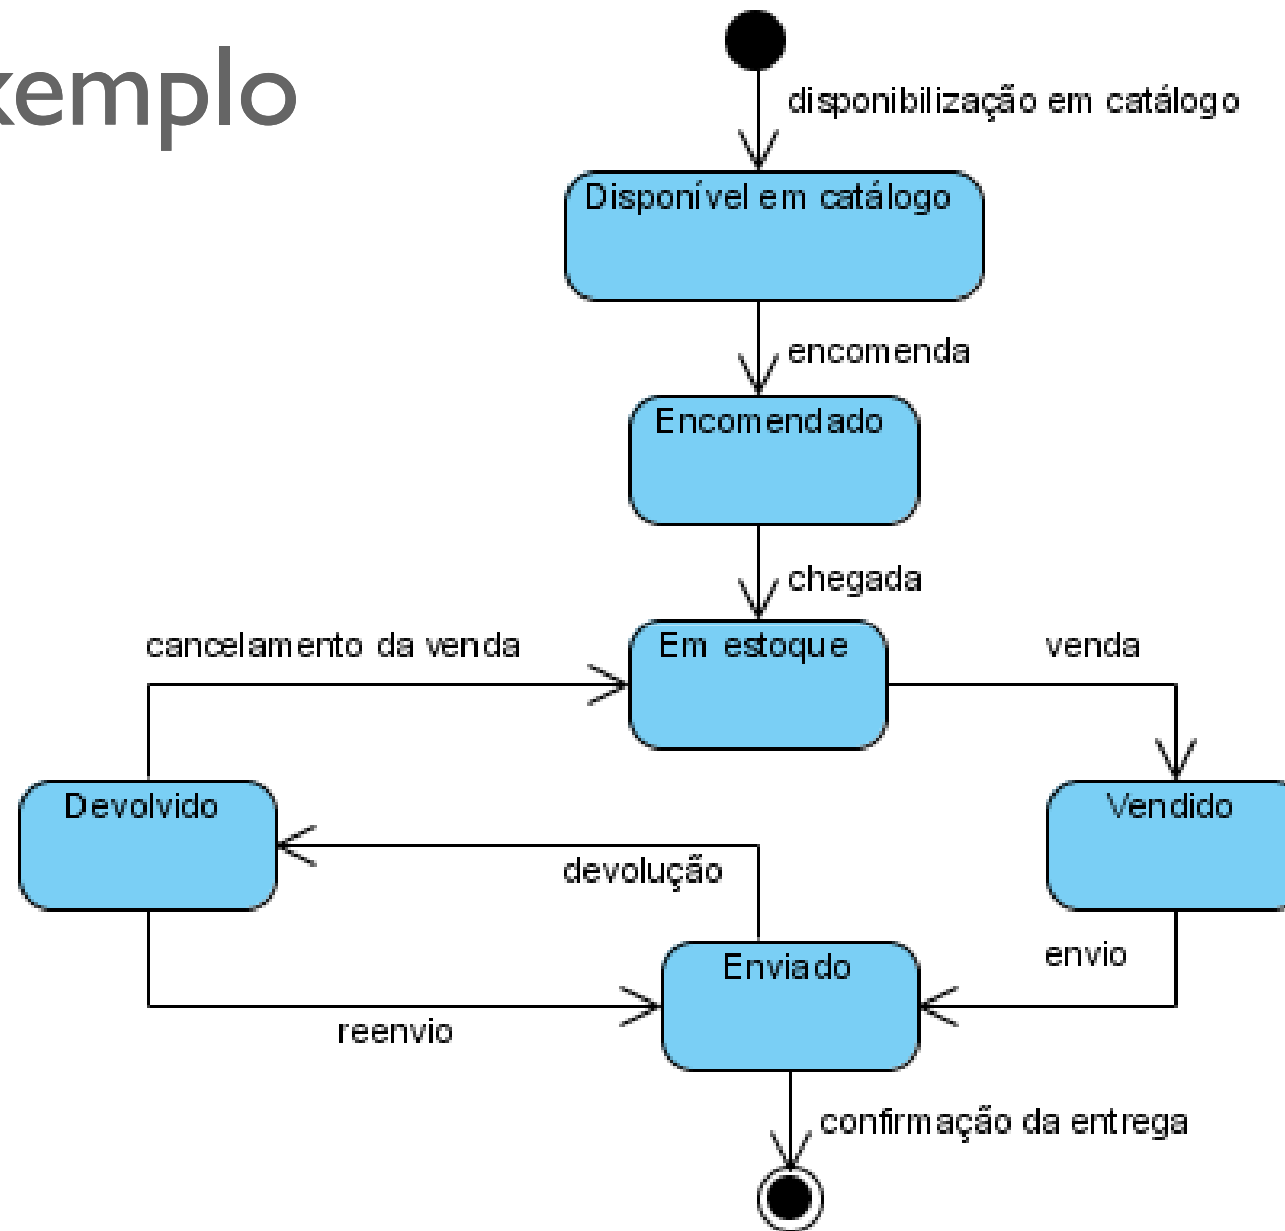 xemplo
disponibilização em catálogo
Disponível em catálogo
encomenda
Encomendado
chegada
cancelamento da venda
Em estoque
venda
Devolvido
Vendido
devolução
envio
Enviado
reenvio
confirmação da entrega